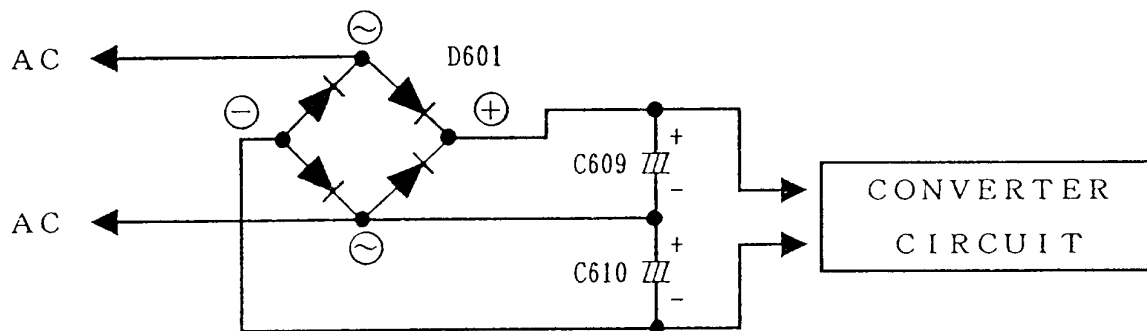 ∼
AC
D601
−
+
+
C609
CONVERTER
−
AC
CIRCUIT
∼
+
C610
−